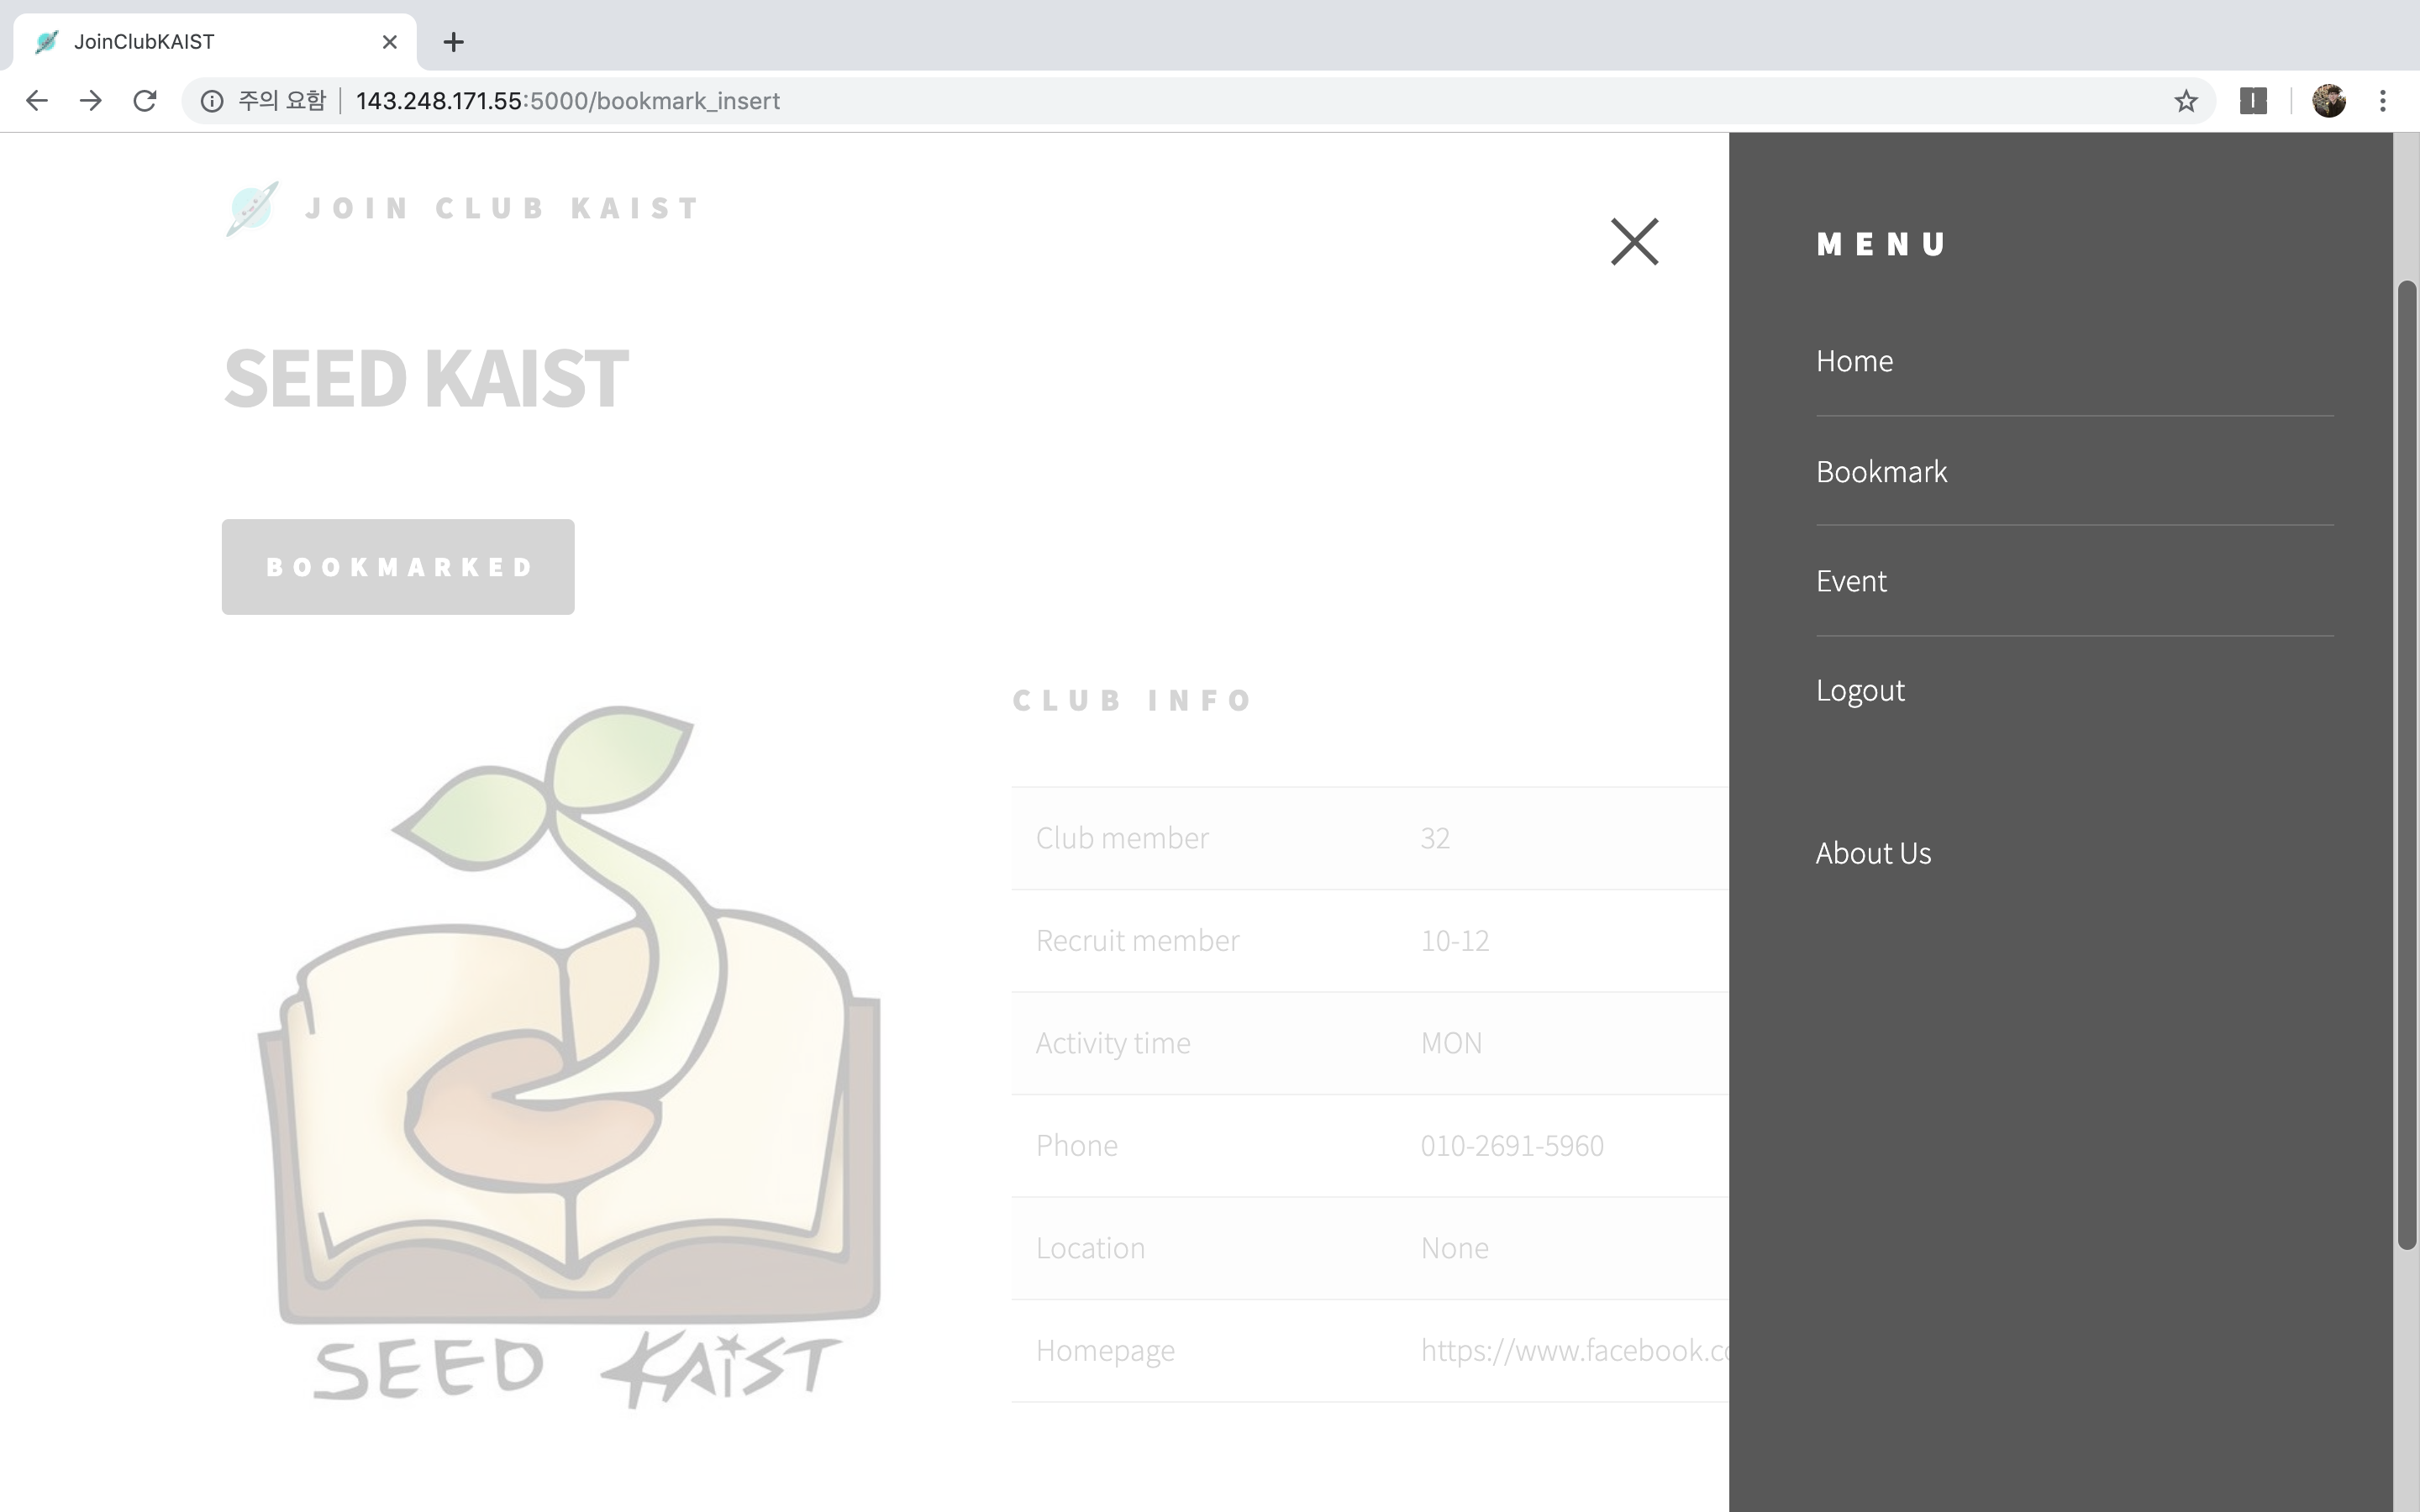 JoinClubKAIST
주의 요함 143.248.171.55:5000/bookmark_insert
JOIN CLUB KAIST
SEED KAIST
BOOKMARKED
CLUB INFO
Club member 32
Recruit member 10-12
Activity time MON
Phone 010-2691-5960
Location None
Homepage https://www.facebook.co
SEED KAIST
MENU
Home
Bookmark
Event
Logout
About Us